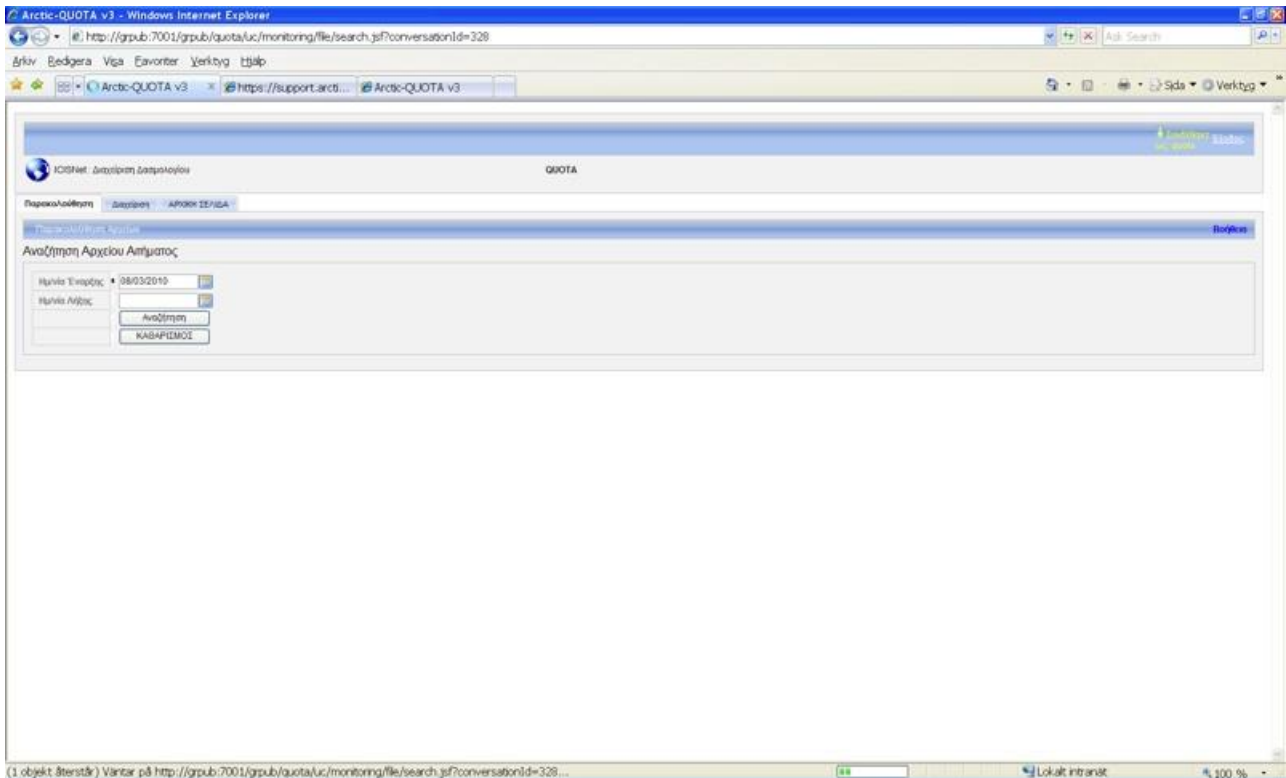 Arctic-QUOTA v3 - Windows Internet Explorer
http://grpub:7001/grpub/quota/uc/monitoring/file/search.jsf?conversationId=328
Ask Search
Arkiv Redigera Visa Favoriter Verktyg Hjälp
Arctic-QUOTA v3 https://support.arcti... Arctic-QUOTA v3
Sida Verktyg
Έξοδος
ICISNet: Διαχείριση Δασμολογίου QUOTA
Παρακολούθηση Διαχείριση ΑΡΧΙΚΗ ΣΕΛΙΔΑ
Παρακολούθηση Αρχείων Βοήθεια
Αναζήτηση Αρχείου Αιτήματος
Ημ/νία Έναρξης * 08/03/2010
Ημ/νία Λήξης
Αναζήτηση
ΚΑΘΑΡΙΣΜΟΣ
(1 objekt återstår) Väntar på http://grpub:7001/grpub/quota/uc/monitoring/file/search.jsf?conversationId=328... Lokalt intranät 100 %